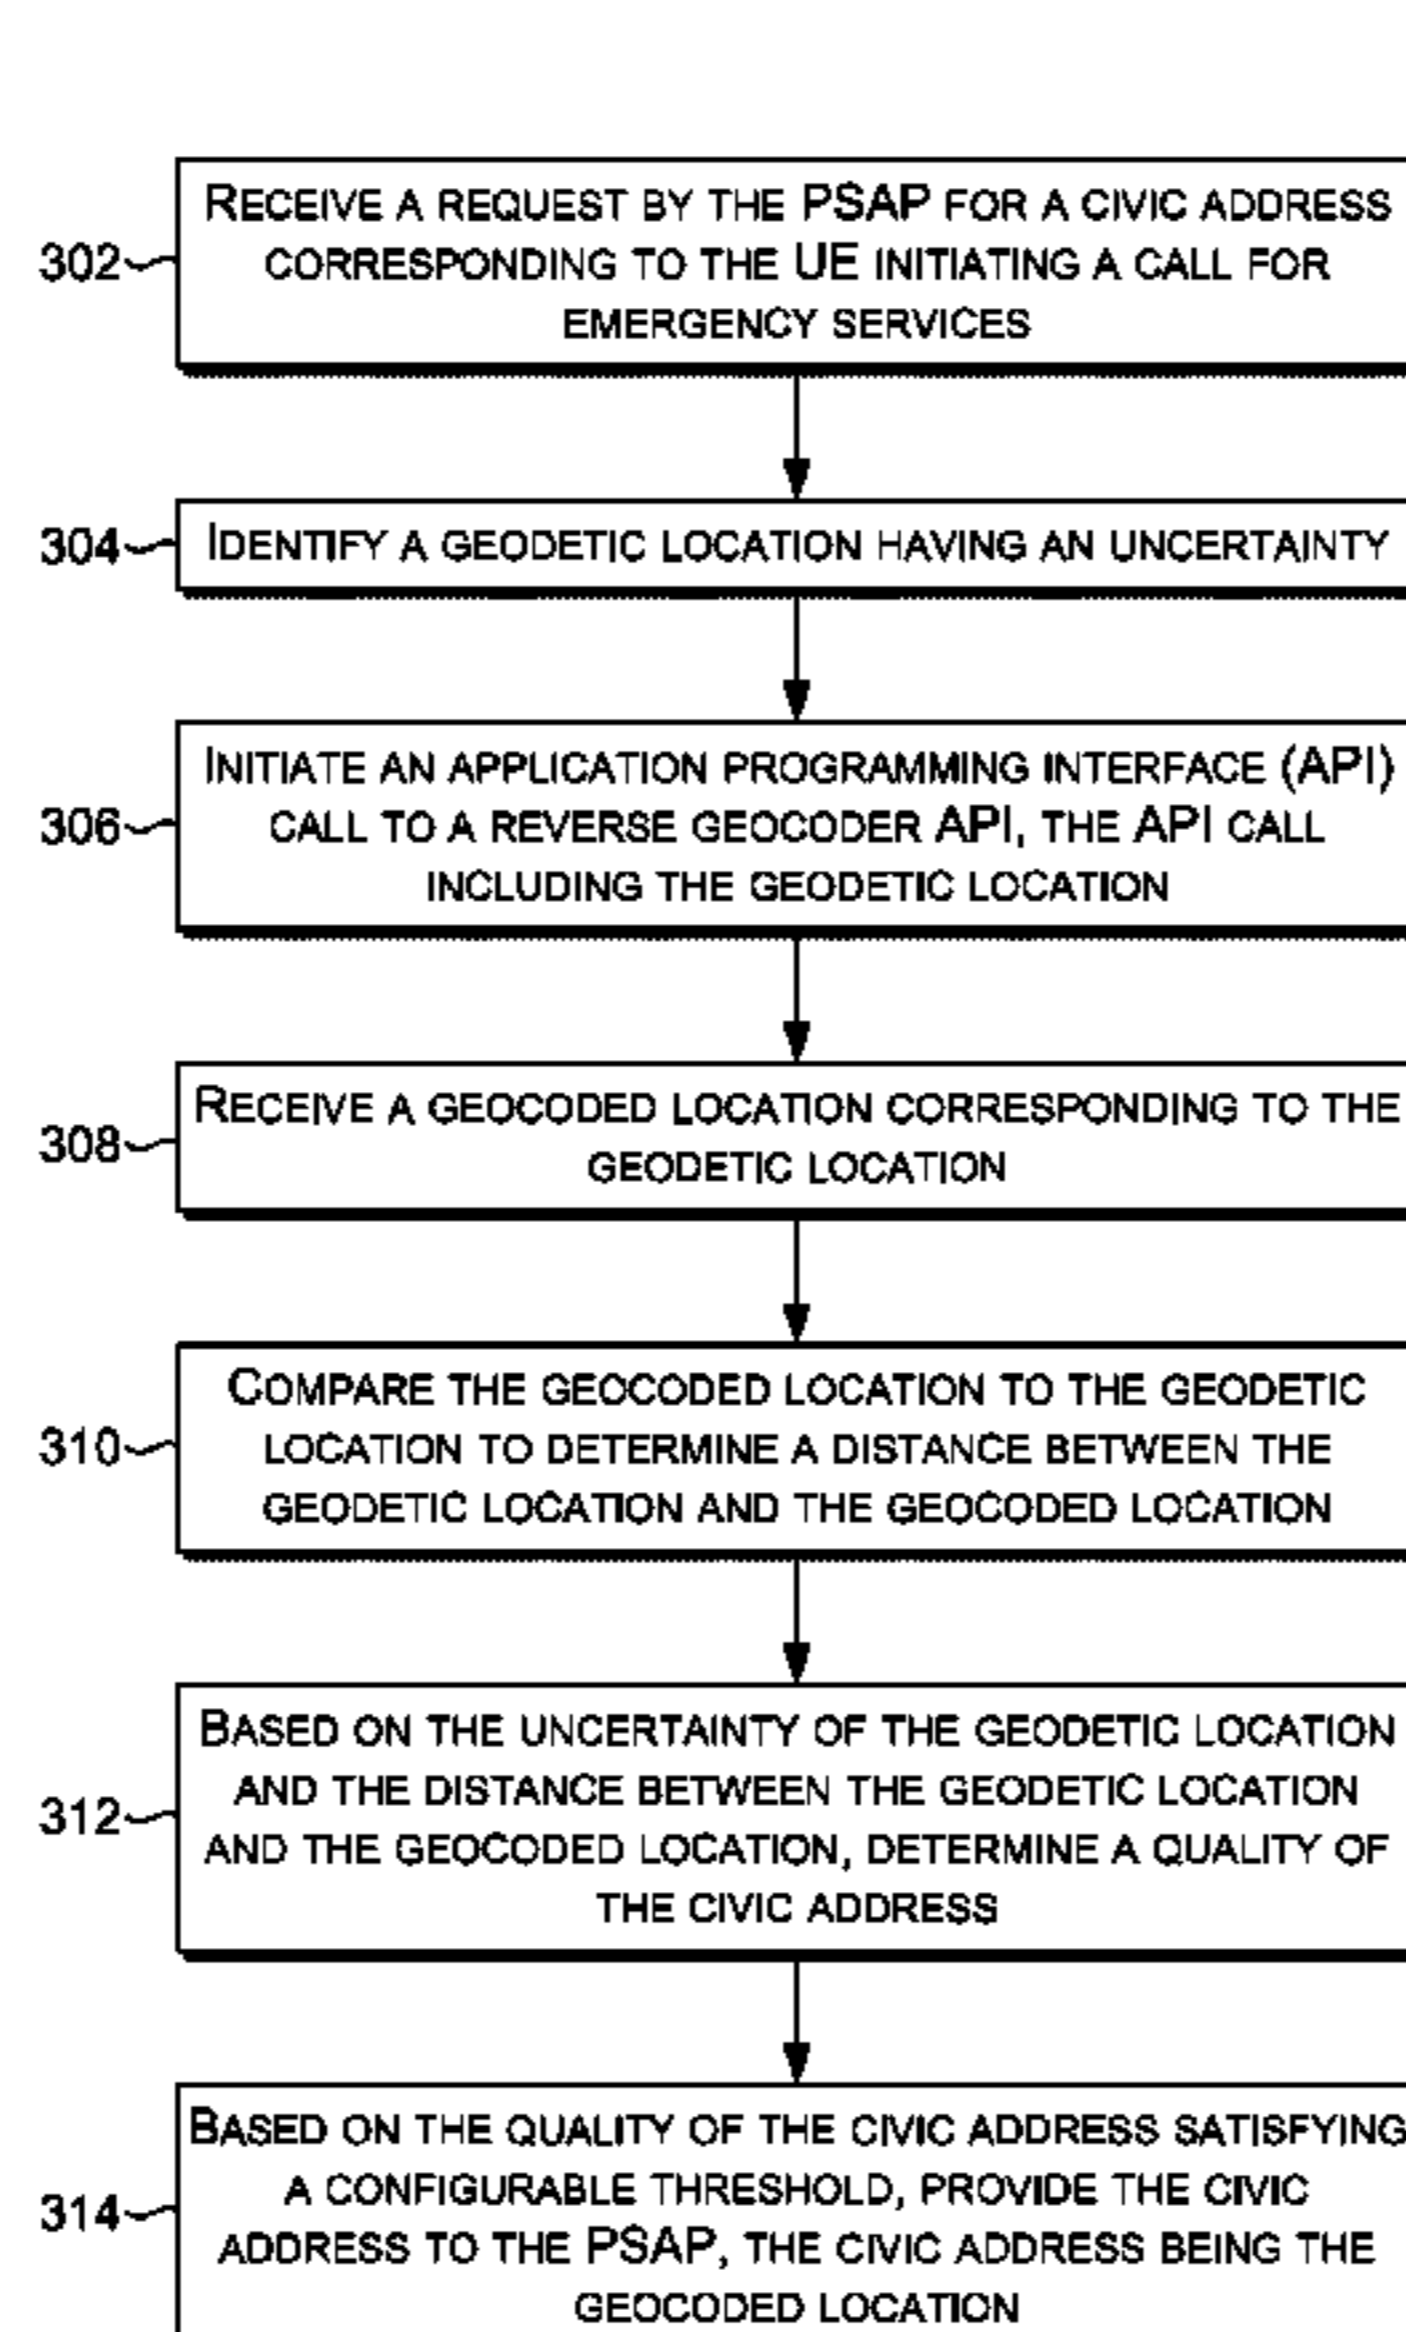 RECEIVE A REQUEST BY THE PSAP FOR A CIVIC ADDRESS
302
CORRESPONDING TO THE UE INITIATING A CALL FOR
EMERGENCY SERVICES
304
IDENTIFY A GEODETIC LOCATION HAVING AN UNCERTAINTY
INITIATE AN APPLICATION PROGRAMMING INTERFACE (API)
306
CALL TO A REVERSE GEOCODER API, THE API CALL
INCLUDING THE GEODETIC LOCATION
308
RECEIVE A GEOCODED LOCATION CORRESPONDING TO THE
GEODETIC LOCATION
COMPARE THE GEOCODED LOCATION TO THE GEODETIC
310
LOCATION TO DETERMINE A DISTANCE BETWEEN THE
GEODETIC LOCATION AND THE GEOCODED LOCATION
BASED ON THE UNCERTAINTY OF THE GEODETIC LOCATION
AND THE DISTANCE BETWEEN THE GEODETIC LOCATION
312
AND THE GEOCODED LOCATION, DETERMINE A QUALITY OF
THE CIVIC ADDRESS
BASED ON THE QUALITY OF THE CIVIC ADDRESS SATISFYING
A CONFIGURABLE THRESHOLD, PROVIDE THE CIVIC
314
ADDRESS TO THE PSAP, THE CIVIC ADDRESS BEING THE
GEOCODED LOCATION